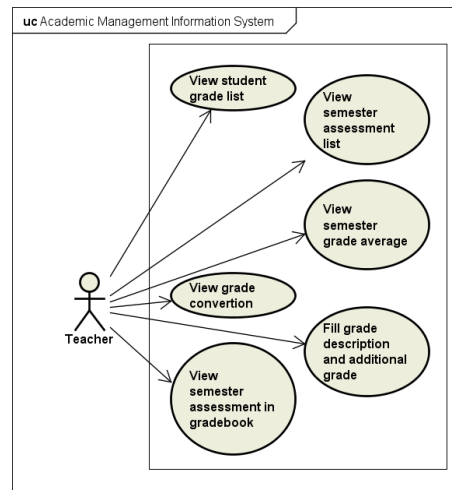 uc Academic Management Information System
View student
grade list
View
semester
assessment
list
View
semester
grade average
View grade
convertion
Teacher
Fill grade
description
and additional
grade
View
semester
assessment in
gradebook